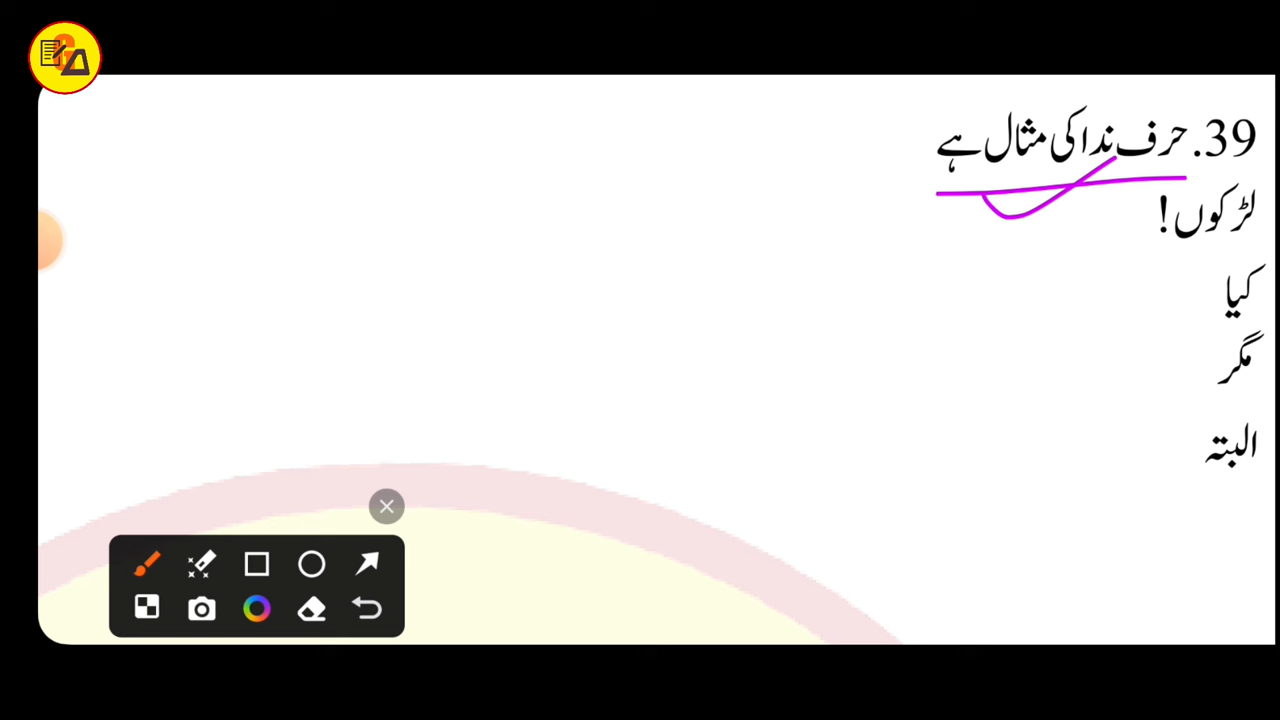 39. حرف ندا کی مثال ہے
لڑکوں!
کیا
مگر
البتہ